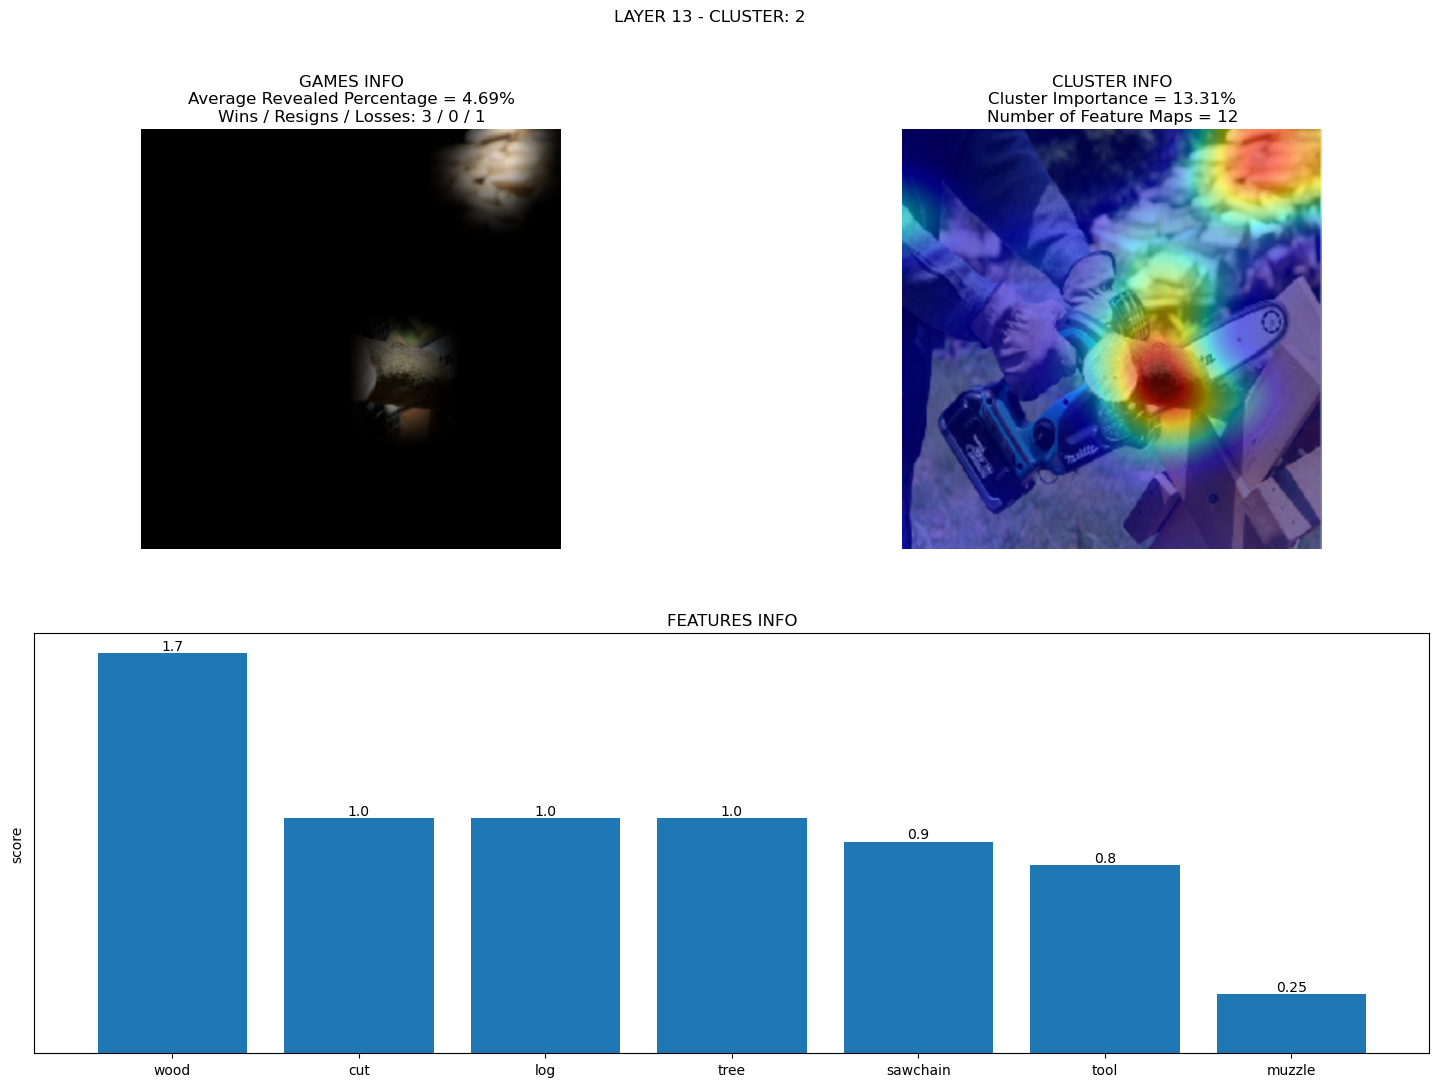 LAYER 13 - CLUSTER: 2
GAMES INFO
Average Revealed Percentage = 4.69%
Wins / Resigns / Losses: 3 / 0 / 1
CLUSTER INFO
Cluster Importance = 13.31%
Number of Feature Maps = 12
makita
FEATURES INFO
score
1.7
1.0
1.0
1.0
0.9
0.8
0.25
wood
cut
log
tree
sawchain
tool
muzzle